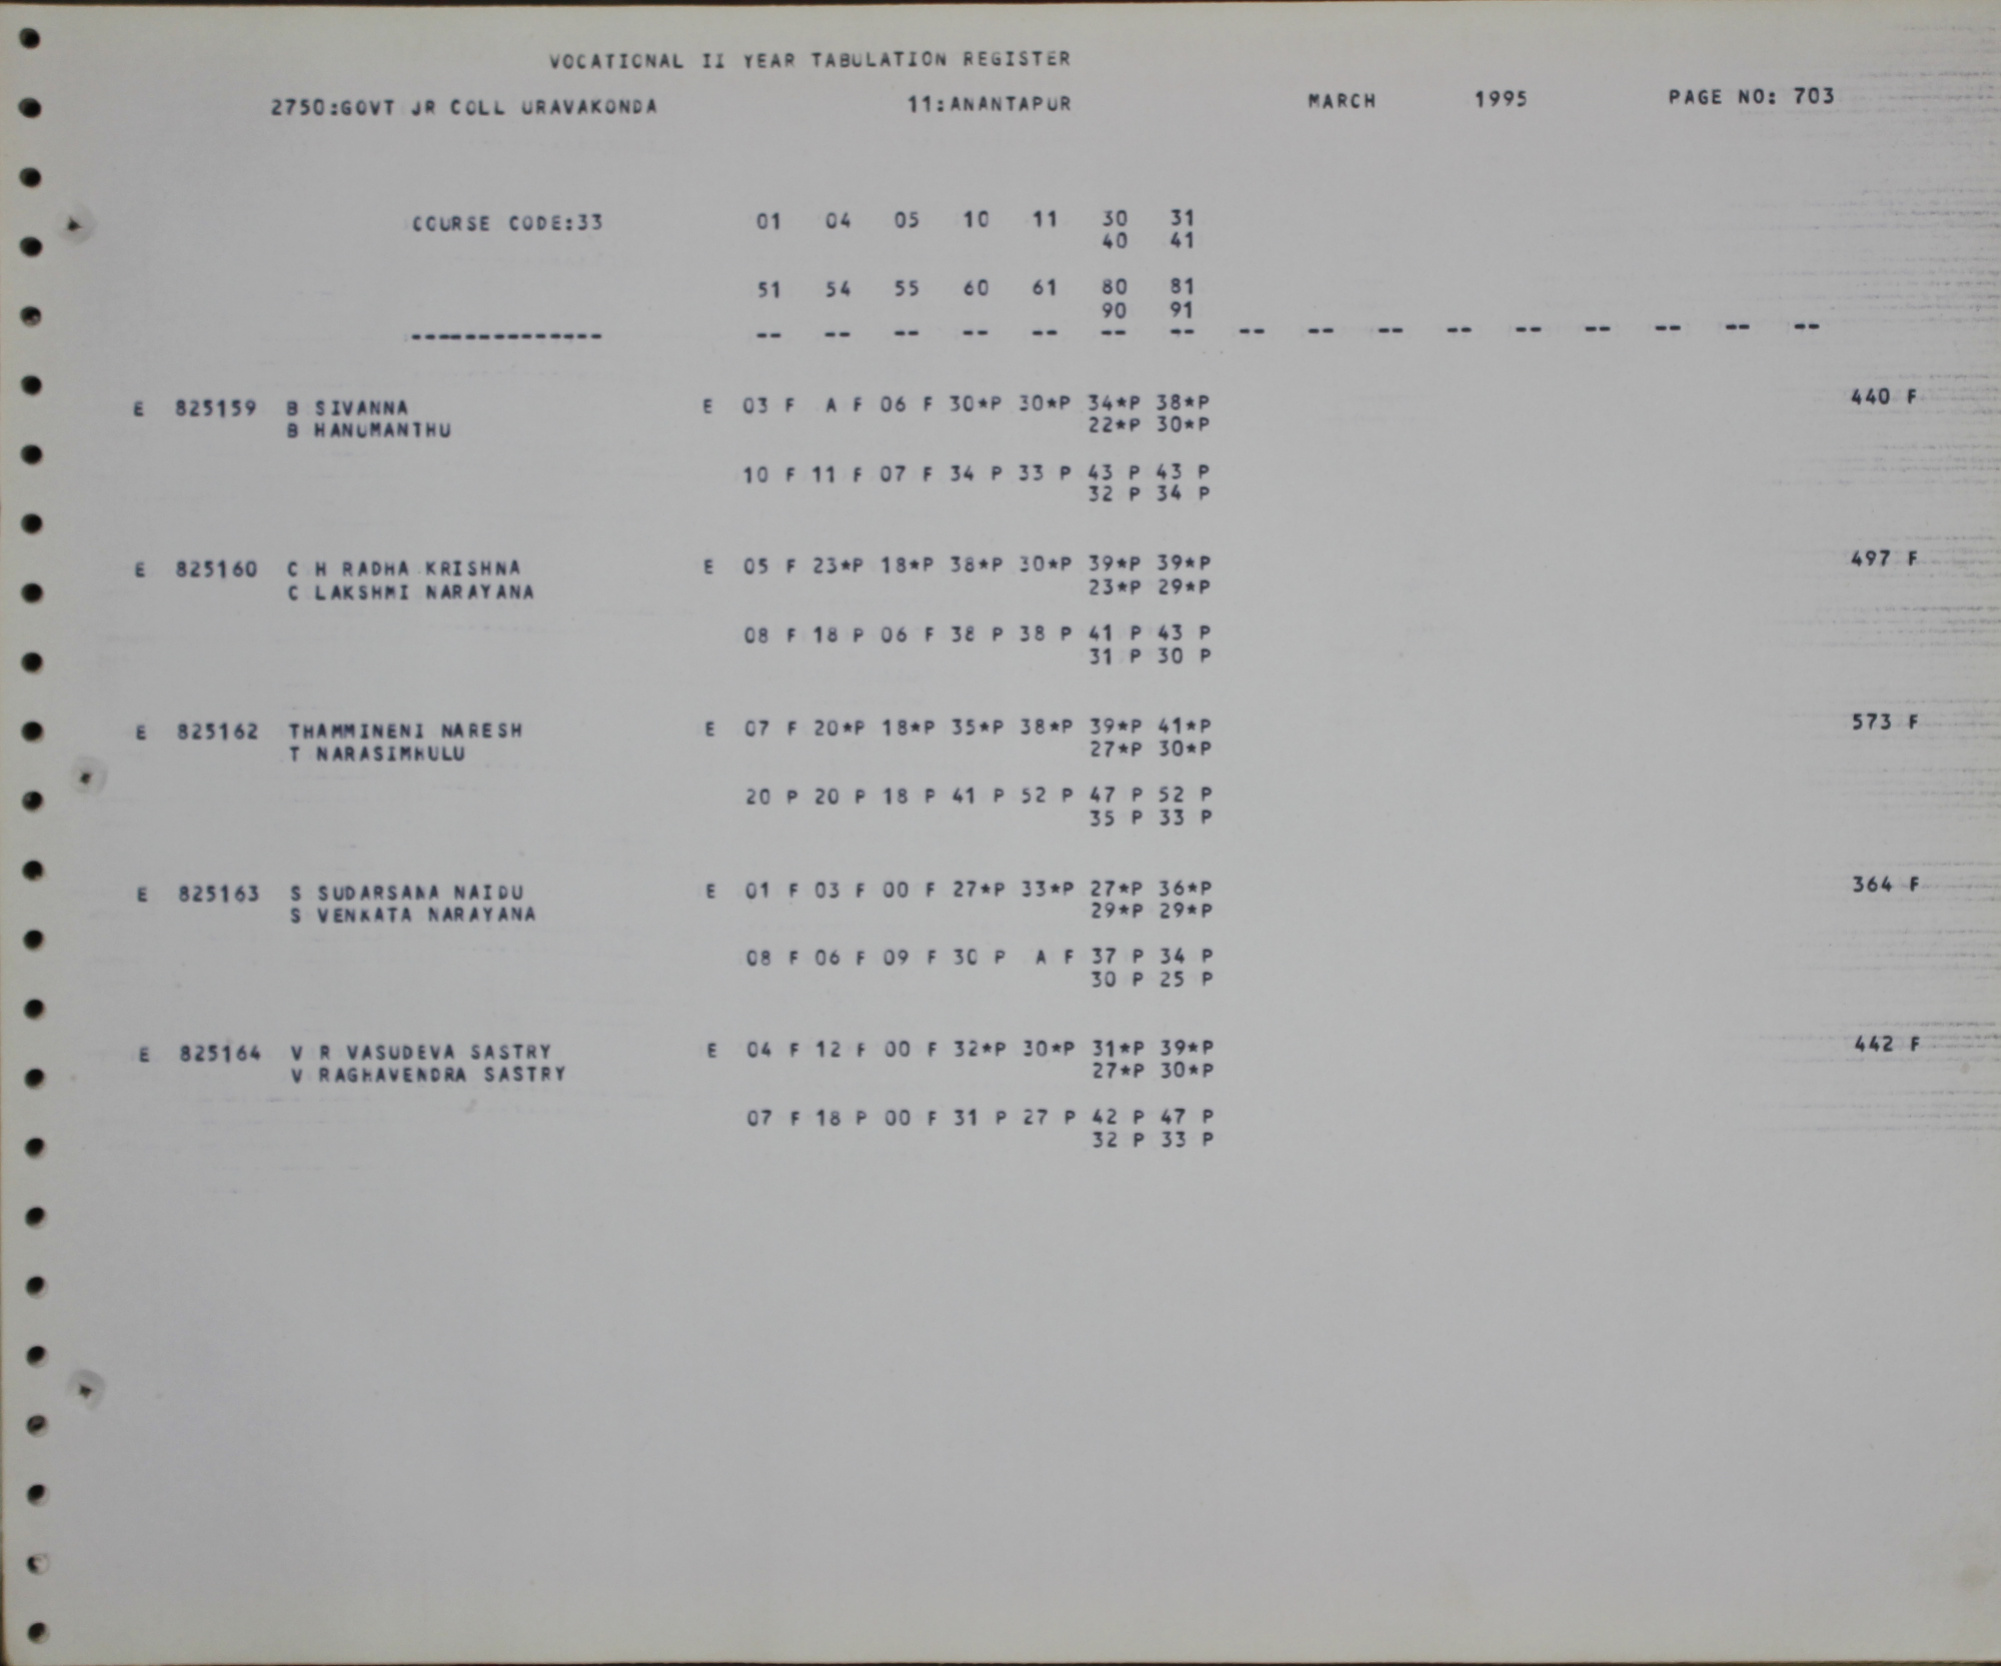 VOCATIONAL II YEAR TABULATION REGISTER
2750:GOVT JR COLL URAVAKONDA 11:ANANTAPUR MARCH 1995 PAGE NO: 703
COURSE CODE:33 01 04 05 10 11 30 31
40 41
51 54 55 60 61 80 81
90 91
-------------- -- -- -- -- -- -- -- -- -- -- -- -- -- -- -- --
E 825159 B SIVANNA E 03 F A F 06 F 30*P 30*P 34*P 38*P 440 F
B HANUMANTHU 22*P 30*P
10 F 11 F 07 F 34 P 33 P 43 P 43 P
32 P 34 P
E 825160 C H RADHA KRISHNA E 05 F 23*P 18*P 38*P 30*P 39*P 39*P 497 F
C LAKSHMI NARAYANA 23*P 29*P
08 F 18 P 06 F 38 P 38 P 41 P 43 P
31 P 30 P
E 825162 THAMMINENI NARESH E 07 F 20*P 18*P 35*P 38*P 39*P 41*P 573 F
T NARASIMHULU 27*P 30*P
20 P 20 P 18 P 41 P 52 P 47 P 52 P
35 P 33 P
E 825163 S SUDARSANA NAIDU E 01 F 03 F 00 F 27*P 33*P 27*P 36*P 364 F
S VENKATA NARAYANA 29*P 29*P
08 F 06 F 09 F 30 P A F 37 P 34 P
30 P 25 P
E 825164 V R VASUDEVA SASTRY E 04 F 12 F 00 F 32*P 30*P 31*P 39*P 442 F
V RAGHAVENDRA SASTRY 27*P 30*P
07 F 18 P 00 F 31 P 27 P 42 P 47 P
32 P 33 P